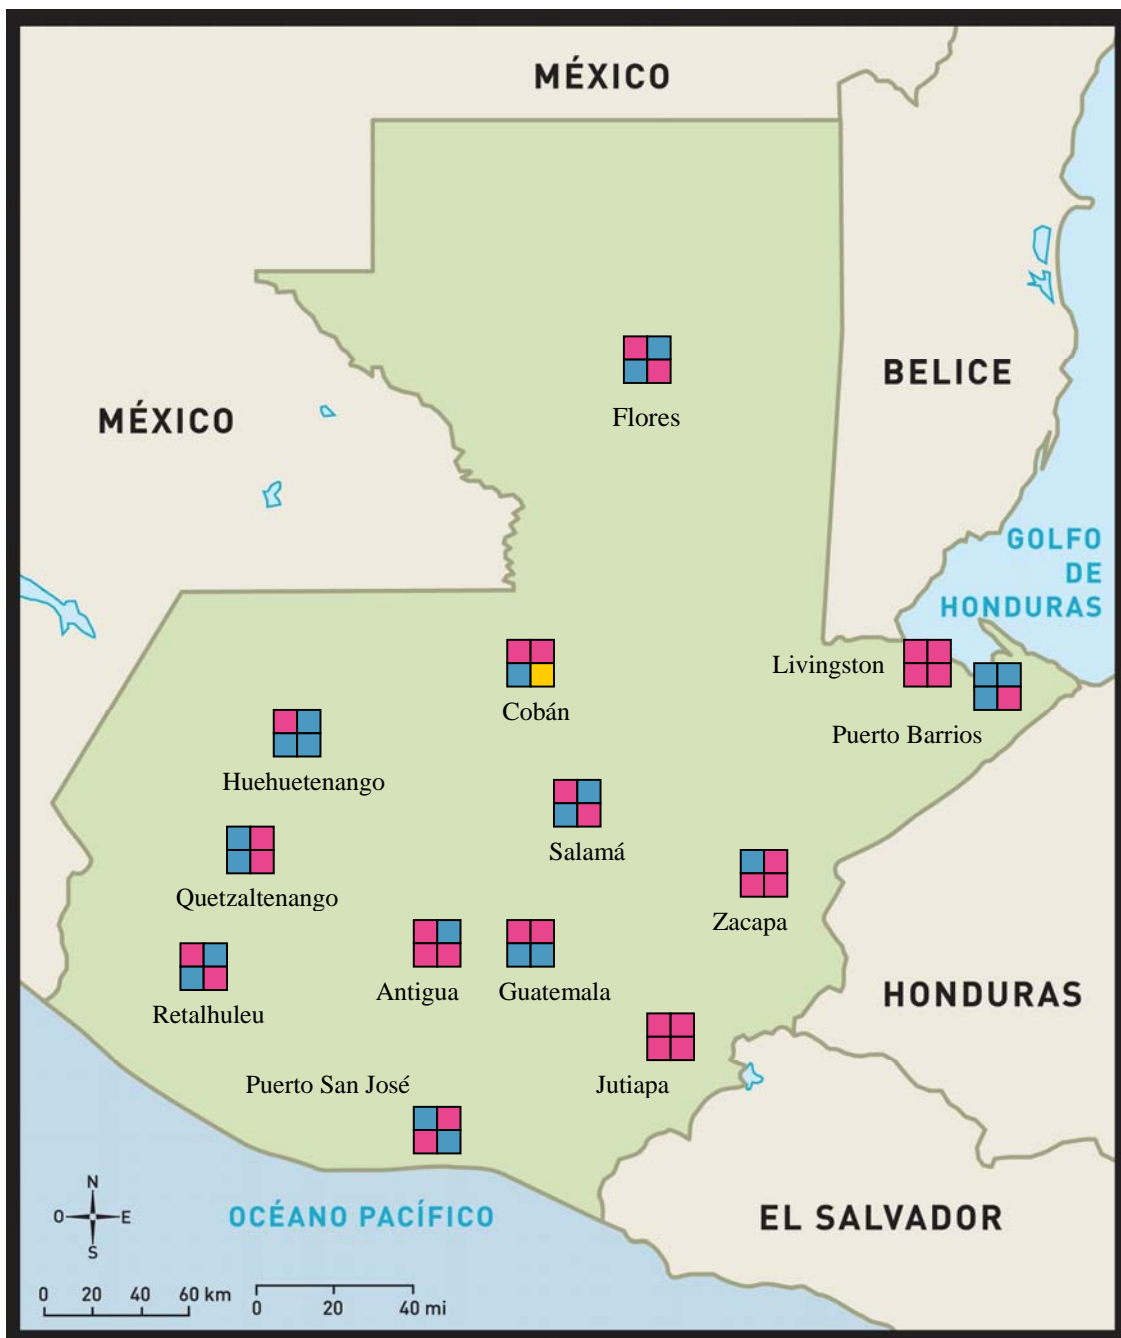 MÉXICO
Flores
BELICE
MÉXICO
GOLFO
DE
HONDURAS
Livingston
Cobán
Puerto Barrios
Huehuetenango
Salamá
Quetzaltenango
Zacapa
Antigua
Guatemala
HONDURAS
Retalhuleu
Puerto San José
Jutiapa
N
O E
S
OCÉANO PACÍFICO
EL SALVADOR
0 20 40 60 km
0 20 40 mi